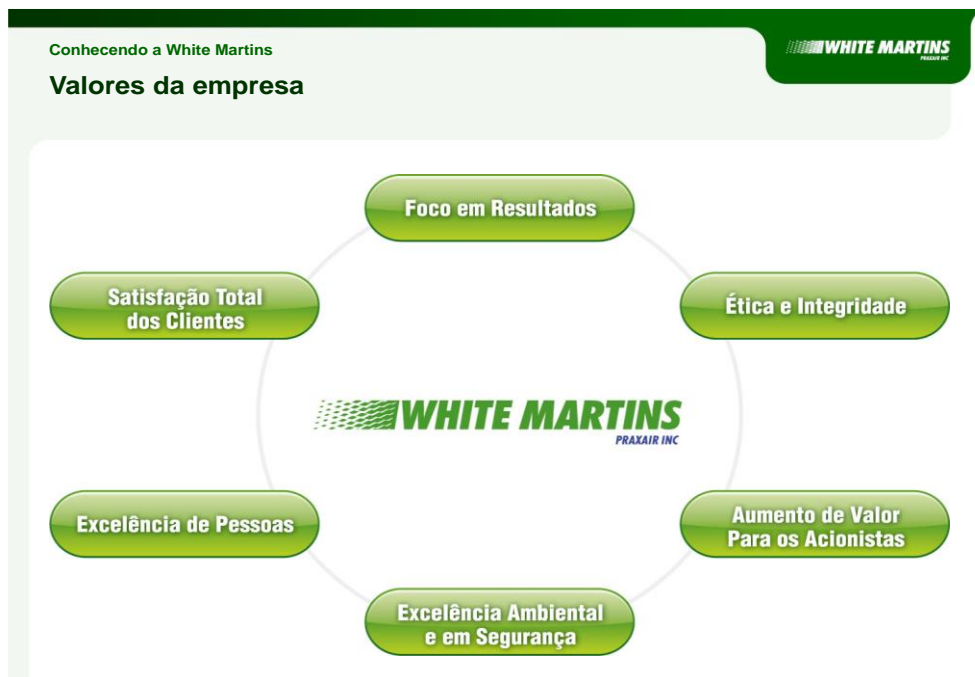 Conhecendo a White Martins
WHITE MARTINS
PRAXAIR INC
Valores da empresa
Foco em Resultados
Satisfação Total
dos Clientes
Ética e Integridade
WHITE MARTINS
PRAXAIR INC
Excelência de Pessoas
Aumento de Valor
Para os Acionistas
Excelência Ambiental
e em Segurança